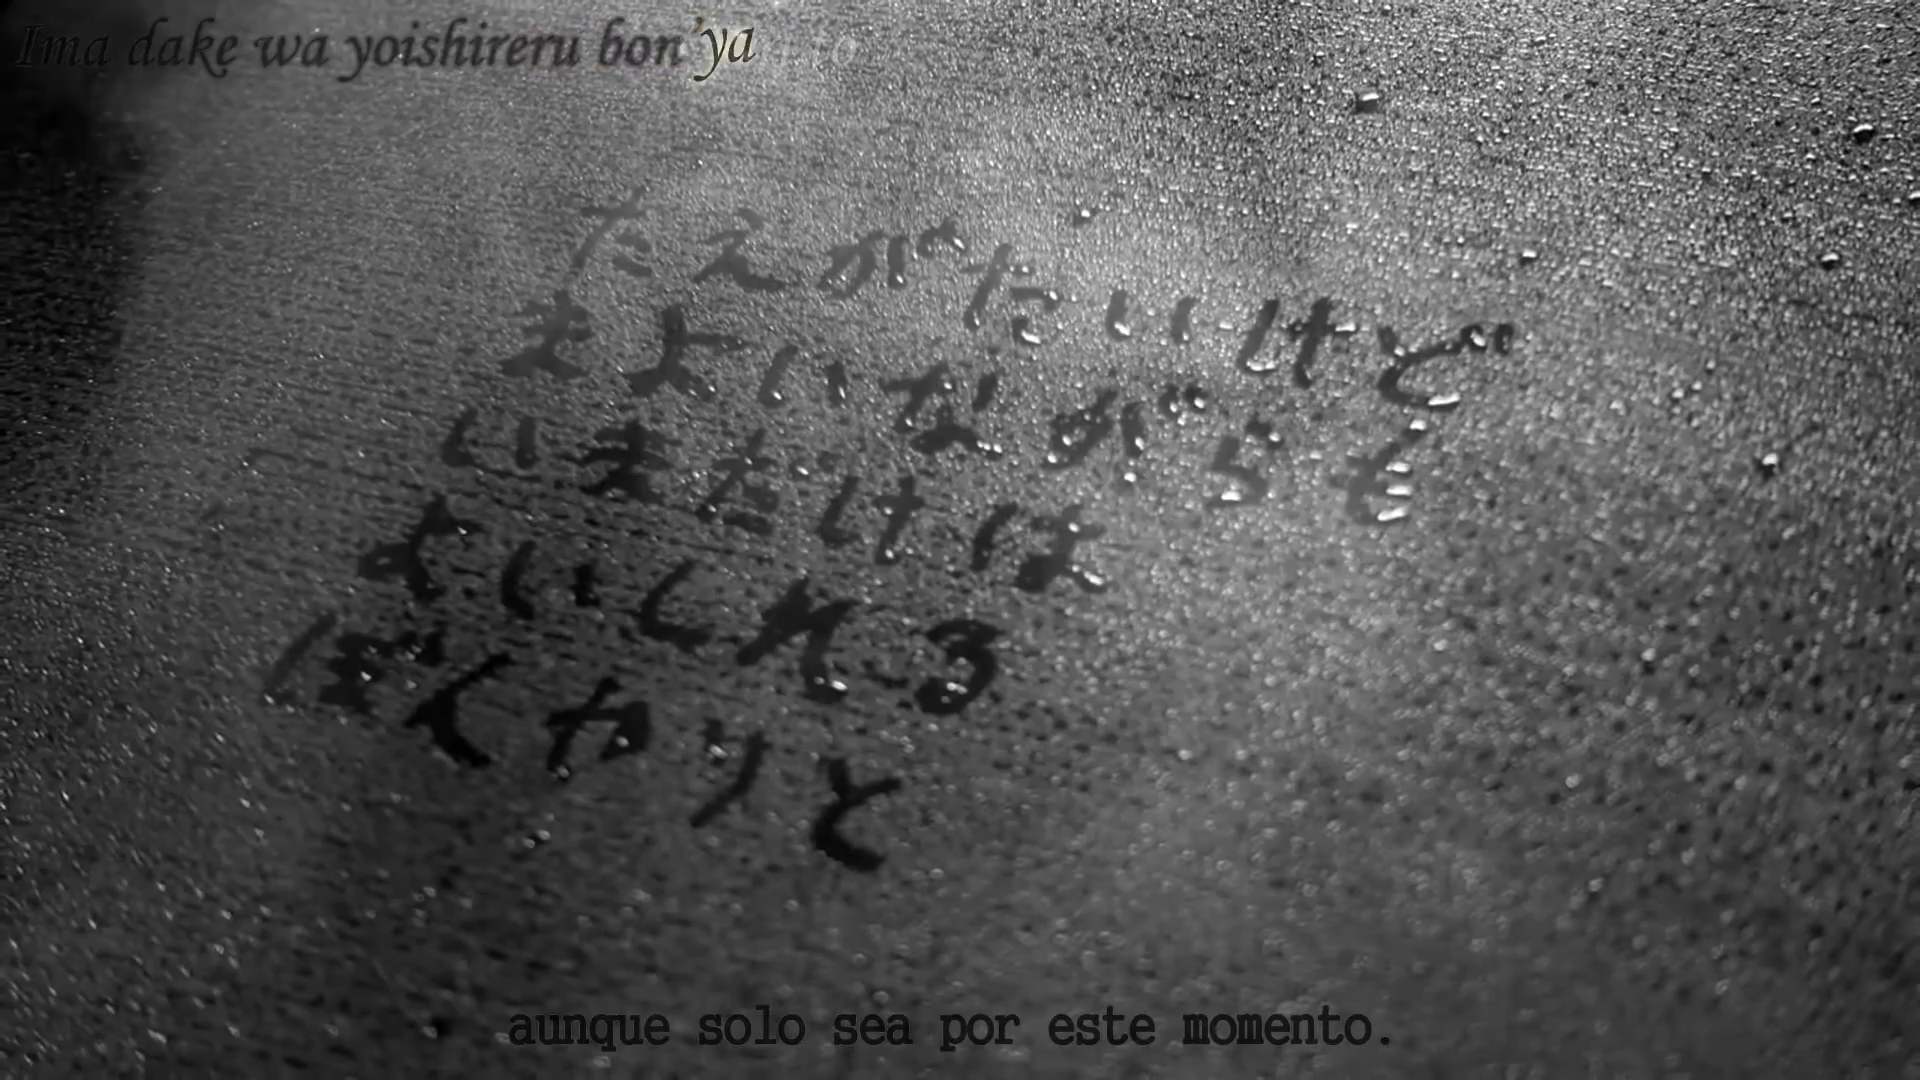 Ima dake wa yoishireru bon'ya to
たえがたいけど
まよいながらも
いまだけは
よいしれる
ぼんやりと
aunque solo sea por este momento.